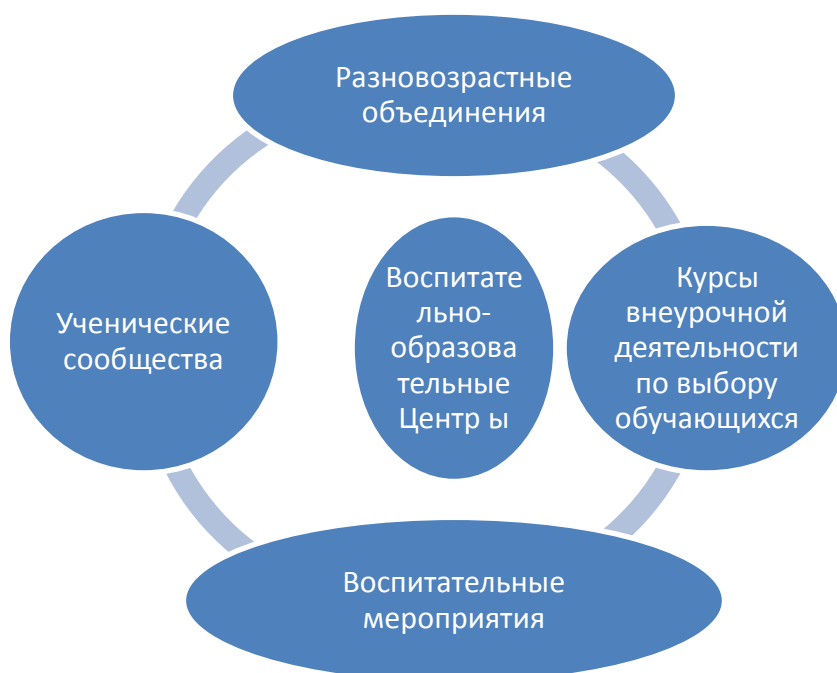 Разновозрастные
объединения
Ученические
сообщества
Воспитате
льно-
образова
тельные
Центр ы
Курсы
внеурочной
деятельности
по выбору
обучающихся
Воспитательные
мероприятия